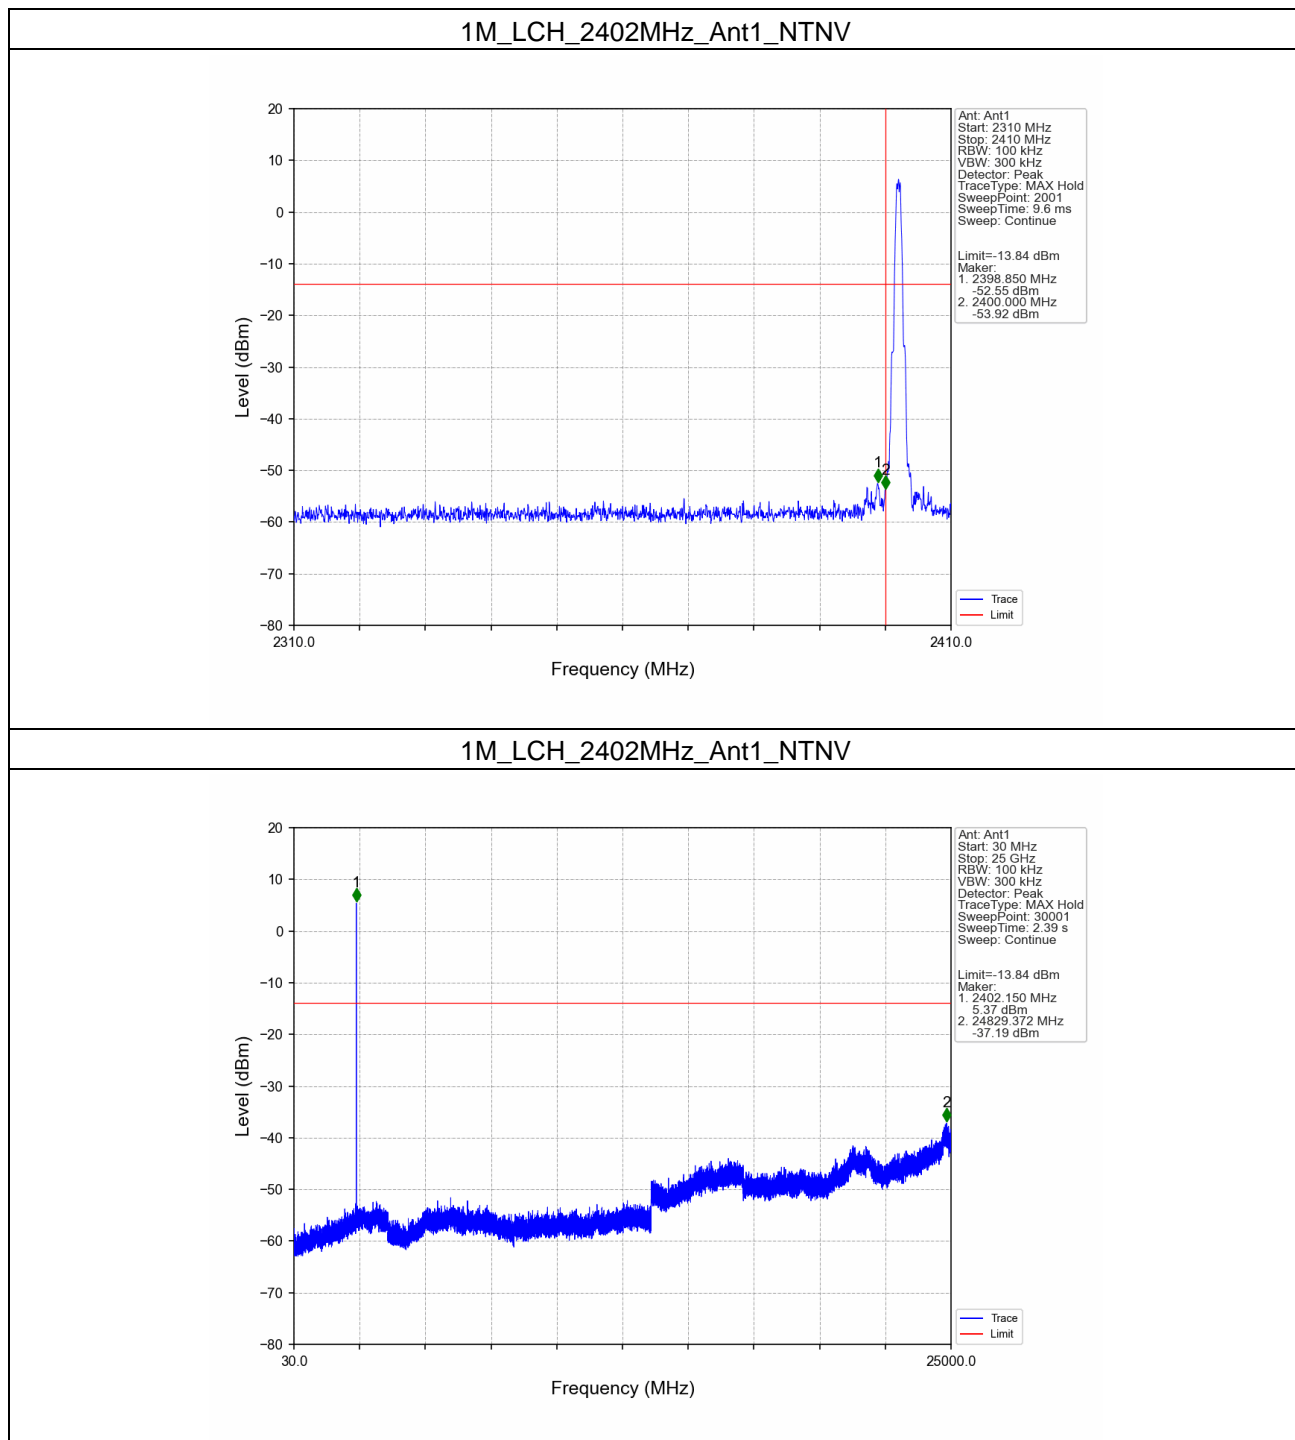 1M_LCH_2402MHz_Ant1_NTNV
20
10
0
−10
−20
−30
−40
−50
−60
−70
−80
Level (dBm)
1
2
2310.0
2410.0
Frequency (MHz)
Ant: Ant1
Start: 2310 MHz
Stop: 2410 MHz
RBW: 100 kHz
VBW: 300 kHz
Detector: Peak
TraceType: MAX Hold
SweepPoint: 2001
SweepTime: 9.6 ms
Sweep: Continue
Limit=-13.84 dBm
Maker:
1. 2398.850 MHz
-52.55 dBm
2. 2400.000 MHz
-53.92 dBm
Trace
Limit
1M_LCH_2402MHz_Ant1_NTNV
20
10
0
−10
−20
−30
−40
−50
−60
−70
−80
Level (dBm)
1
2
30.0
25000.0
Frequency (MHz)
Ant: Ant1
Start: 30 MHz
Stop: 25 GHz
RBW: 100 kHz
VBW: 300 kHz
Detector: Peak
TraceType: MAX Hold
SweepPoint: 30001
SweepTime: 2.39 s
Sweep: Continue
Limit=-13.84 dBm
Maker:
1. 2402.150 MHz
5.37 dBm
2. 24829.372 MHz
-37.19 dBm
Trace
Limit